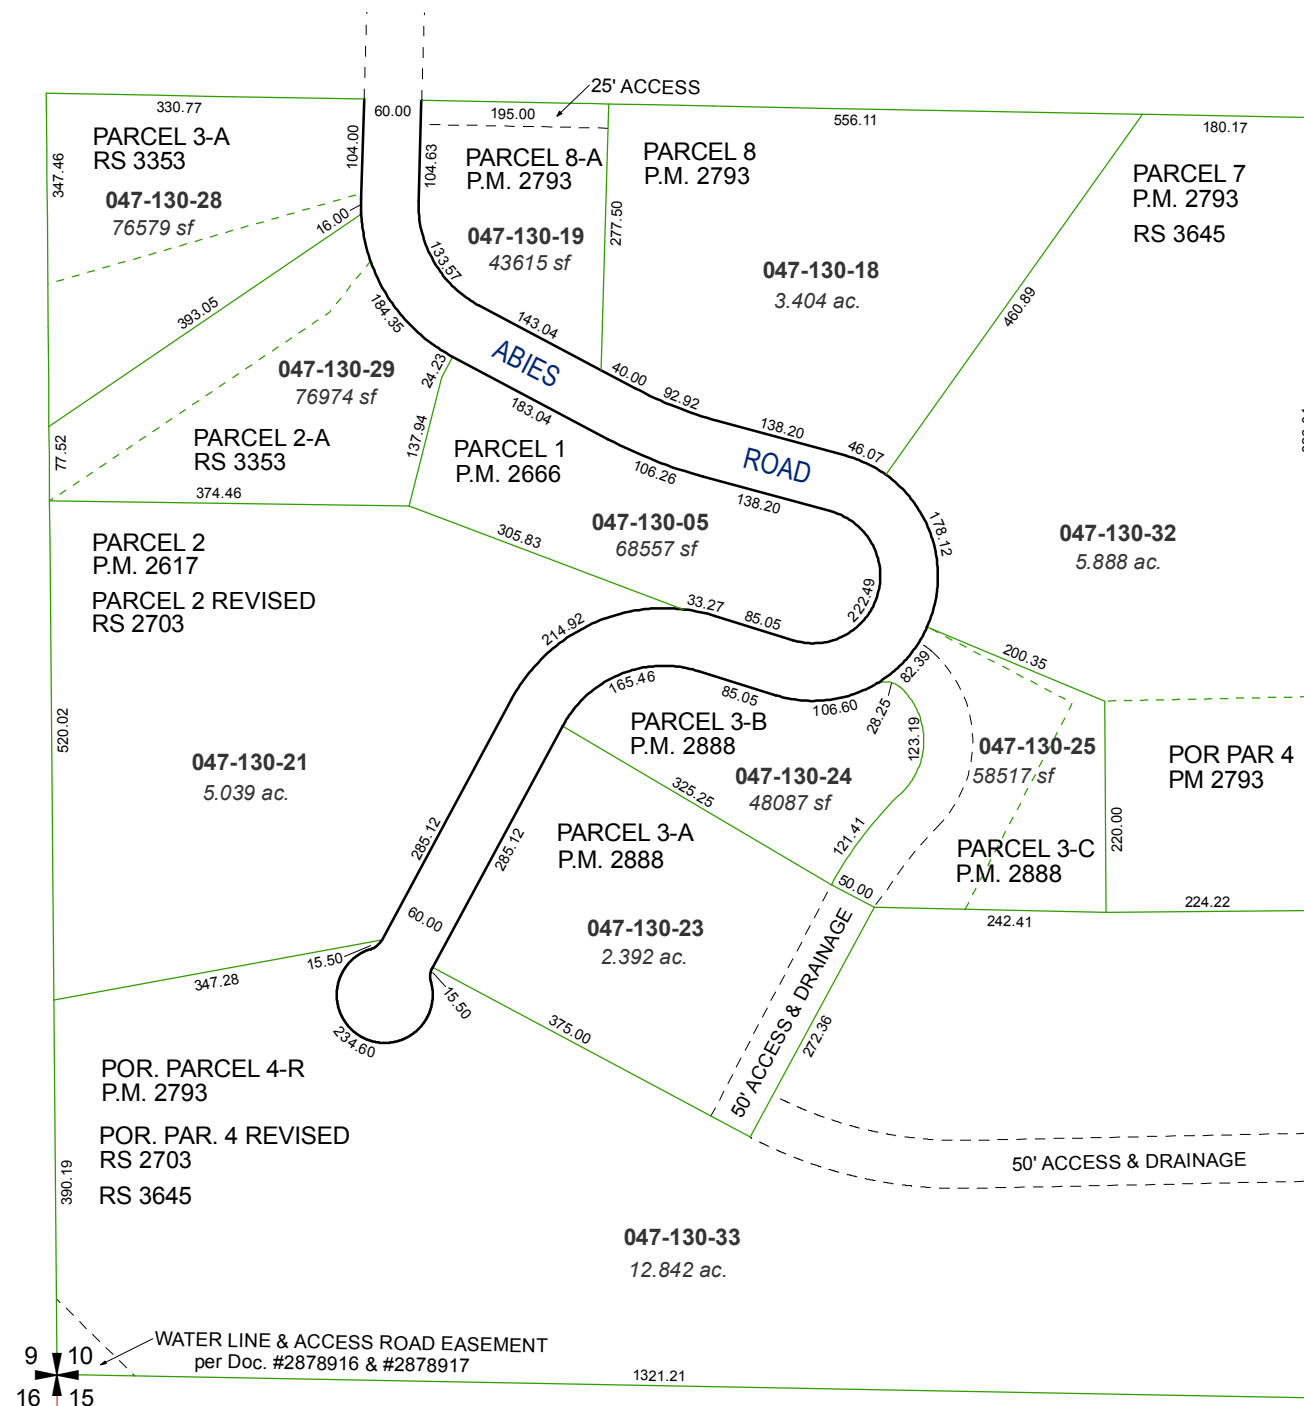 25' ACCESS
330.77
60.00
195.00
556.11
180.17
PARCEL 3-A
RS 3353
047-130-28
76579 sf
347.46
104.00
104.63
16.00
PARCEL 8-A
P.M. 2793
047-130-19
43615 sf
277.50
PARCEL 8
P.M. 2793
047-130-18
3.404 ac.
PARCEL 7
P.M. 2793
RS 3645
460.89
133.57
184.35
393.05
143.04
ABIES
40.00
92.92
138.20
46.07
047-130-29
76974 sf
24.23
183.04
137.94
PARCEL 2-A
RS 3353
77.52
374.46
PARCEL 1
P.M. 2666
106.26
ROAD
138.20
047-130-05
68557 sf
305.83
178.12
047-130-32
5.888 ac.
PARCEL 2
P.M. 2617
PARCEL 2 REVISED
RS 2703
33.27
85.05
222.49
214.92
165.46
85.05
106.60
82.39
200.35
28.25
123.19
520.02
047-130-21
5.039 ac.
PARCEL 3-B
P.M. 2888
047-130-24
48087 sf
325.25
121.41
50.00
047-130-25
58517 sf
POR PAR 4
PM 2793
220.00
PARCEL 3-C
P.M. 2888
242.41
224.22
285.12
285.12
PARCEL 3-A
P.M. 2888
047-130-23
2.392 ac.
60.00
15.50
15.50
347.28
234.60
375.00
50' ACCESS & DRAINAGE
272.36
POR. PARCEL 4-R
P.M. 2793
POR. PAR. 4 REVISED
RS 2703
RS 3645
390.19
50' ACCESS & DRAINAGE
047-130-33
12.842 ac.
WATER LINE & ACCESS ROAD EASEMENT
per Doc. #2878916 & #2878917
9 10
16 15
1321.21